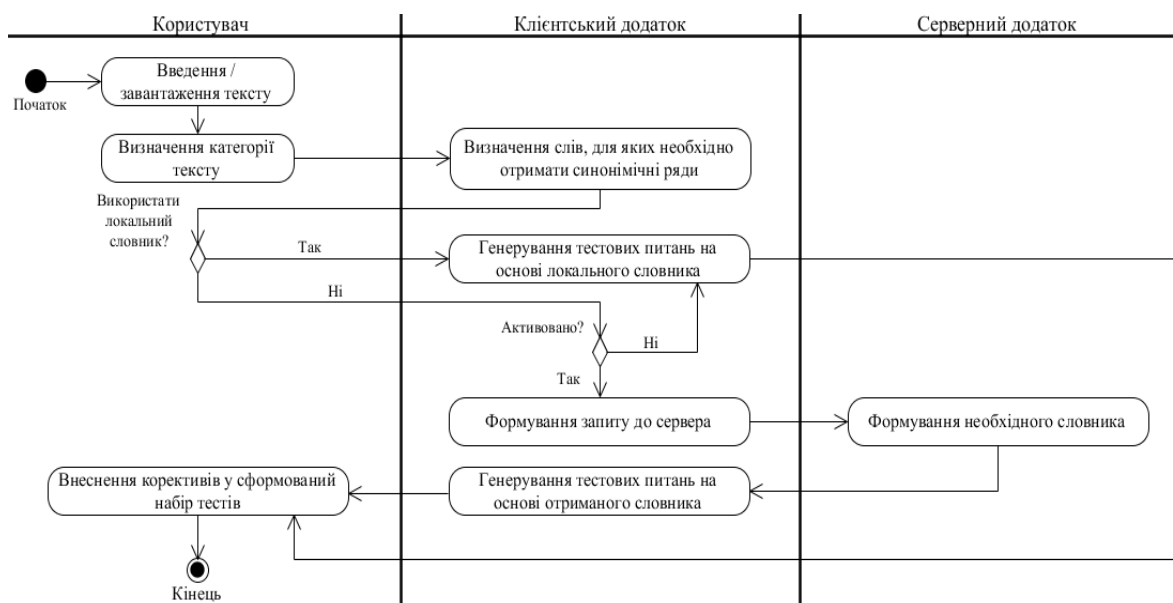 Користувач
Клієнтський додаток
Серверний додаток
Введення /
завантаження тексту
Початок
Визначення категорії
тексту
Визначення слів, для яких необхідно
отримати синонімічні ряди
Використати
локальний
словник?
Так
Генерування тестових питань на
основі локального словника
Ні
Активовано?
Ні
Так
Формування запиту до сервера
Формування необхідного словника
Внеснення корективів у сформований
набір тестів
Генерування тестових питань на
основі отриманого словника
Кінець